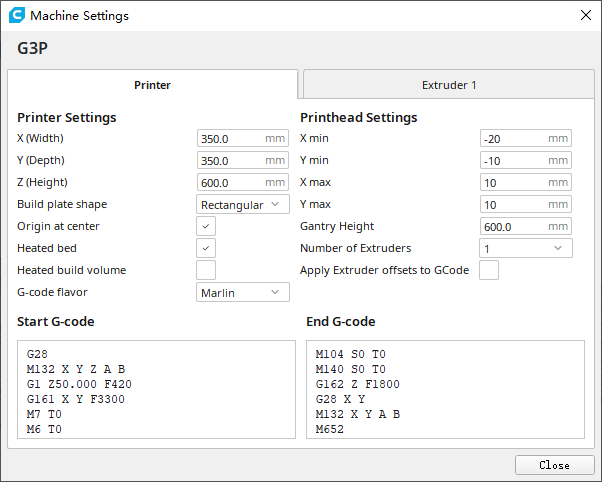 Machine Settings
G3P
Printer
Extruder 1
Printer Settings
X (Width) 350.0 mm
Y (Depth) 350.0 mm
Z (Height) 600.0 mm
Build plate shape Rectangular
Origin at center
Heated bed
Heated build volume
G-code flavor Marlin
Printhead Settings
X min -20 mm
Y min -10 mm
X max 10 mm
Y max 10 mm
Gantry Height 600.0 mm
Number of Extruders 1
Apply Extruder offsets to GCode
Start G-code
G28
M132 X Y Z A B
G1 Z50.000 F420
G161 X Y F3300
M7 T0
M6 T0
End G-code
M104 S0 T0
M140 S0 T0
G162 Z F1800
G28 X Y
M132 X Y A B
M652
Close